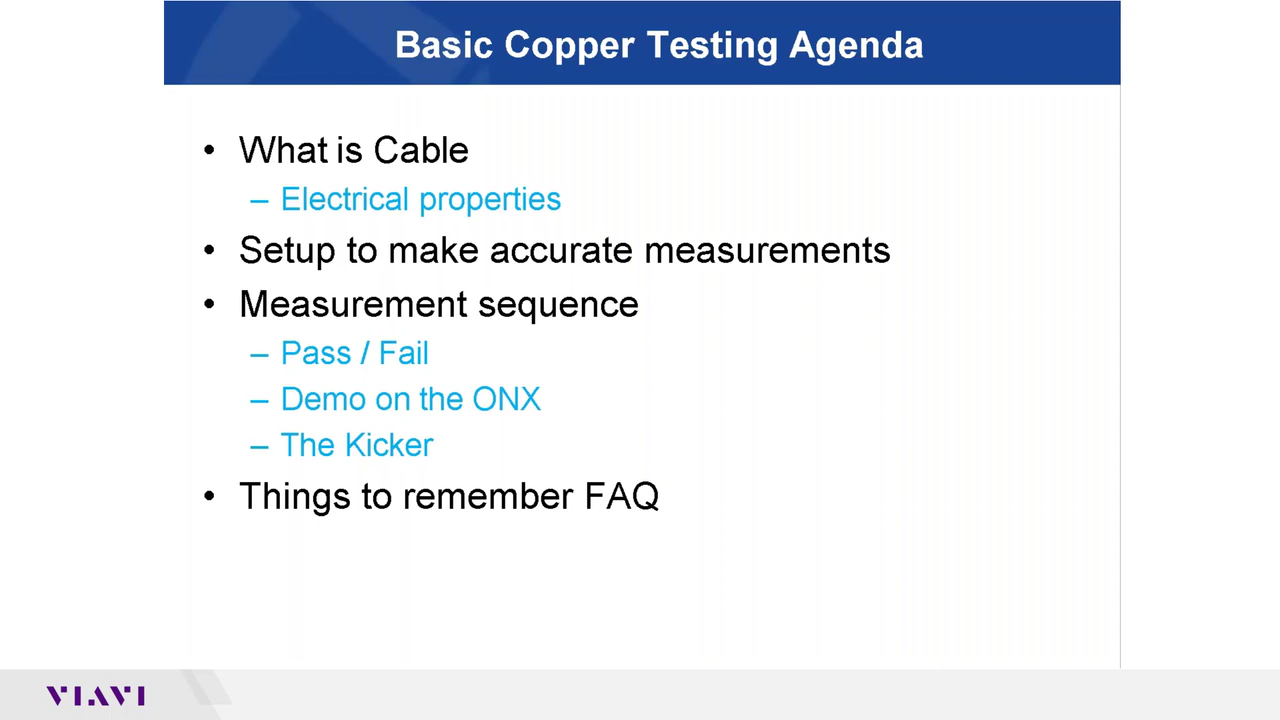 Basic Copper Testing Agenda
• What is Cable
– Electrical properties
• Setup to make accurate measurements
• Measurement sequence
– Pass / Fail
– Demo on the ONX
– The Kicker
• Things to remember FAQ
VIAVI